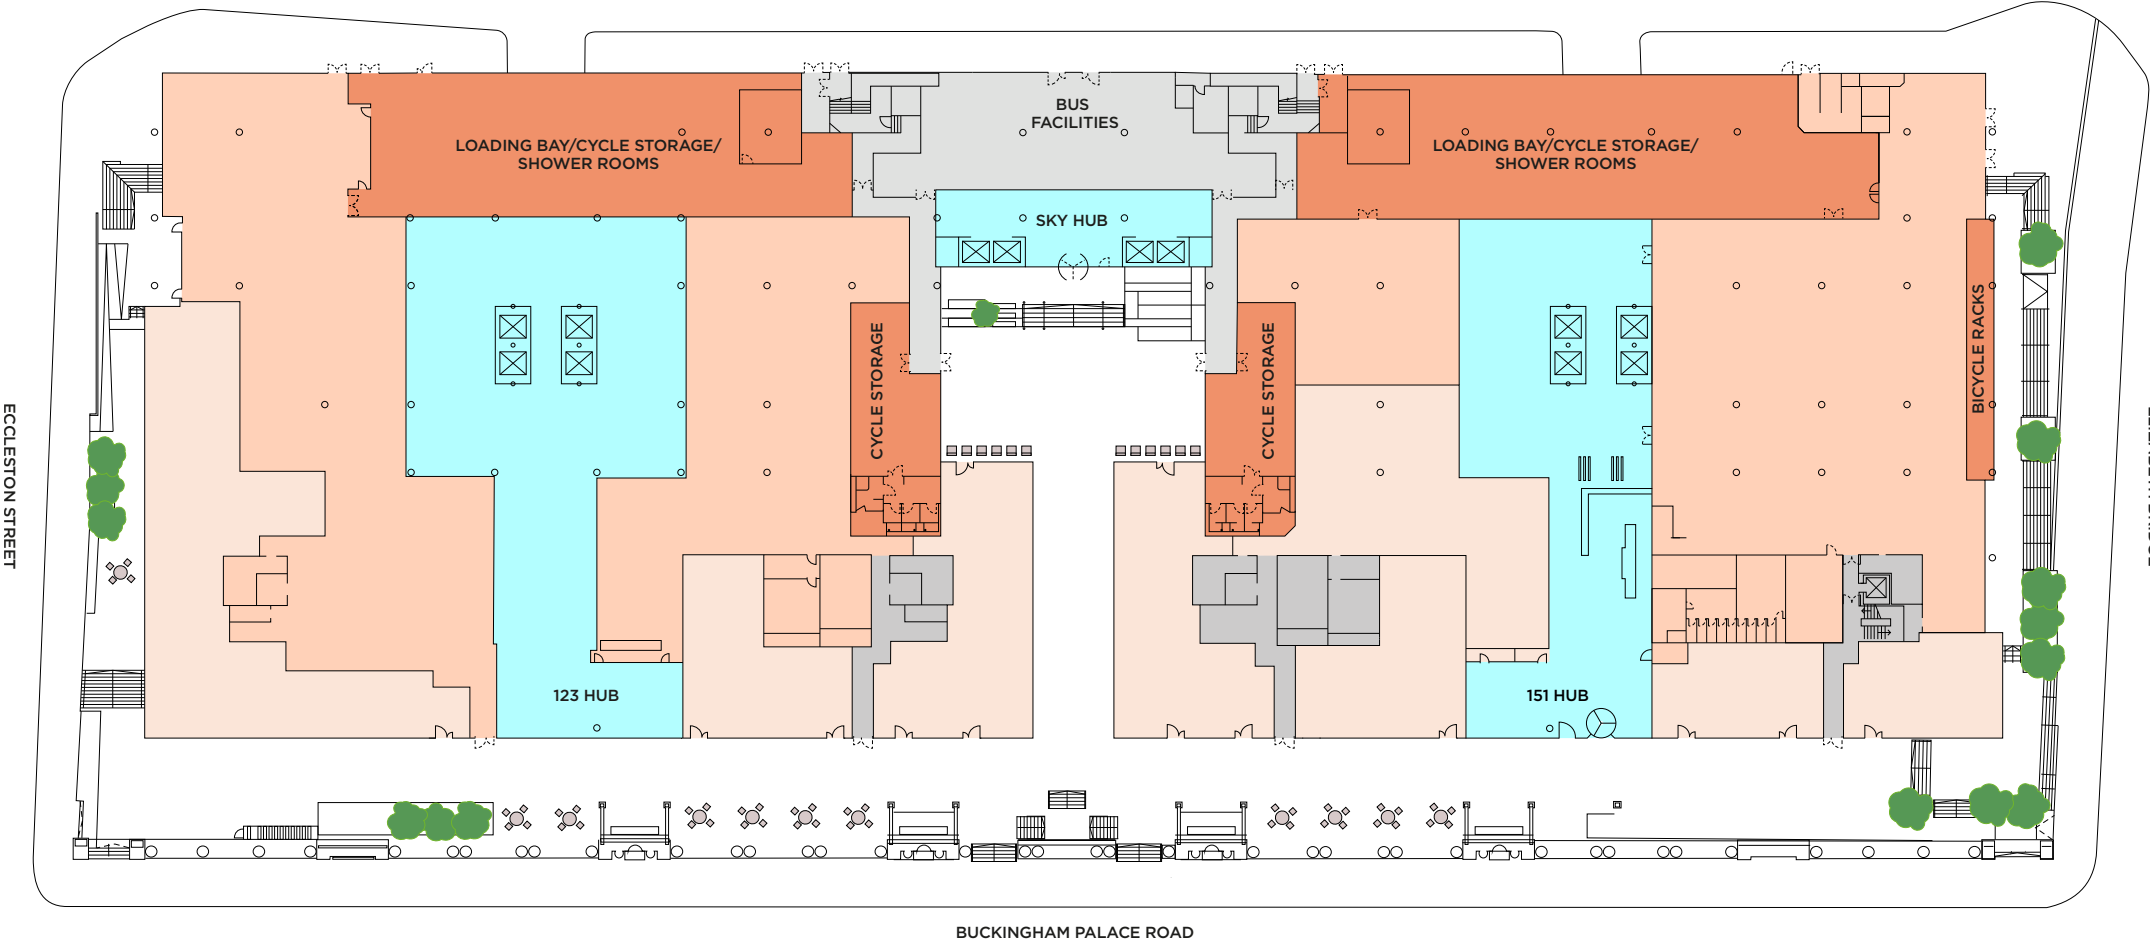 BUS
FACILITIES
LOADING BAY/CYCLE STORAGE/
SHOWER ROOMS
LOADING BAY/CYCLE STORAGE/
SHOWER ROOMS
SKY HUB
CYCLE STORAGE
CYCLE STORAGE
BICYCLE RACKS
ECCLESTON STREET
123 HUB
151 HUB
BUCKINGHAM PALACE ROAD